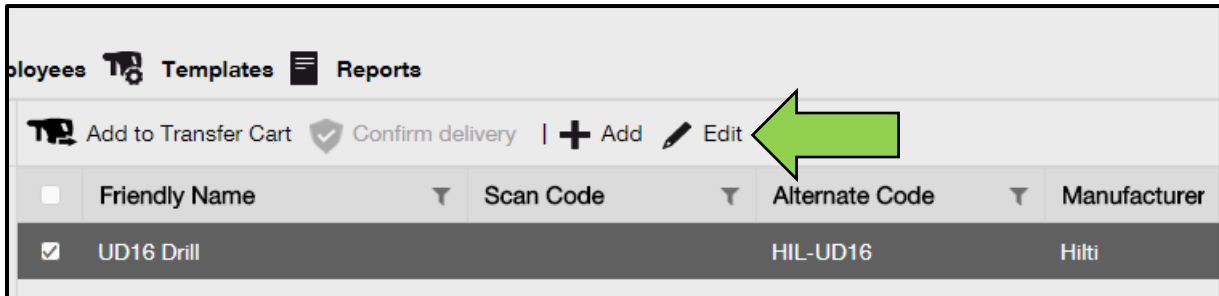 ployees Templates Reports
Add to Transfer Cart Confirm delivery | Add Edit
Friendly Name Scan Code Alternate Code Manufacturer
UD16 Drill HIL-UD16 Hilti